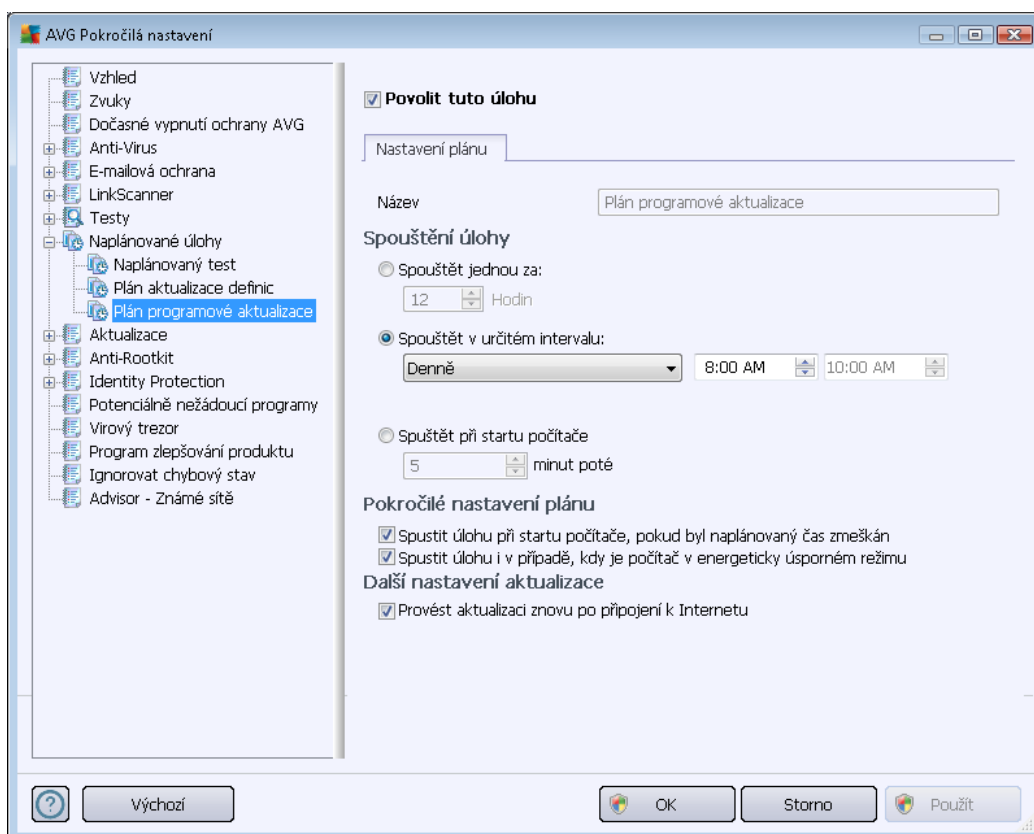 AVG Pokročilá nastavení
Vzhled
Zvuky
Dočasné vypnutí ochrany AVG
Anti-Virus
E-mailová ochrana
LinkScanner
Testy
Naplánované úlohy
Naplánovaný test
Plán aktualizace definic
Plán programové aktualizace
Aktualizace
Anti-Rootkit
Identity Protection
Potenciálně nežádoucí programy
Virový trezor
Program zlepšování produktu
Ignorovat chybový stav
Advisor - Známé sítě
Povolit tuto úlohu
Nastavení plánu
Název Plán programové aktualizace
Spouštění úlohy
Spouštět jednou za:
12 Hodin
Spouštět v určitém intervalu:
Denně 8:00 AM 10:00 AM
Spuštět při startu počítače
5 minut poté
Pokročilé nastavení plánu
Spustit úlohu při startu počítače, pokud byl naplánovaný čas zmeškán
Spustit úlohu i v případě, kdy je počítač v energeticky úsporném režimu
Další nastavení aktualizace
Provést aktualizaci znovu po připojení k Internetu
? Výchozí OK Storno Použít